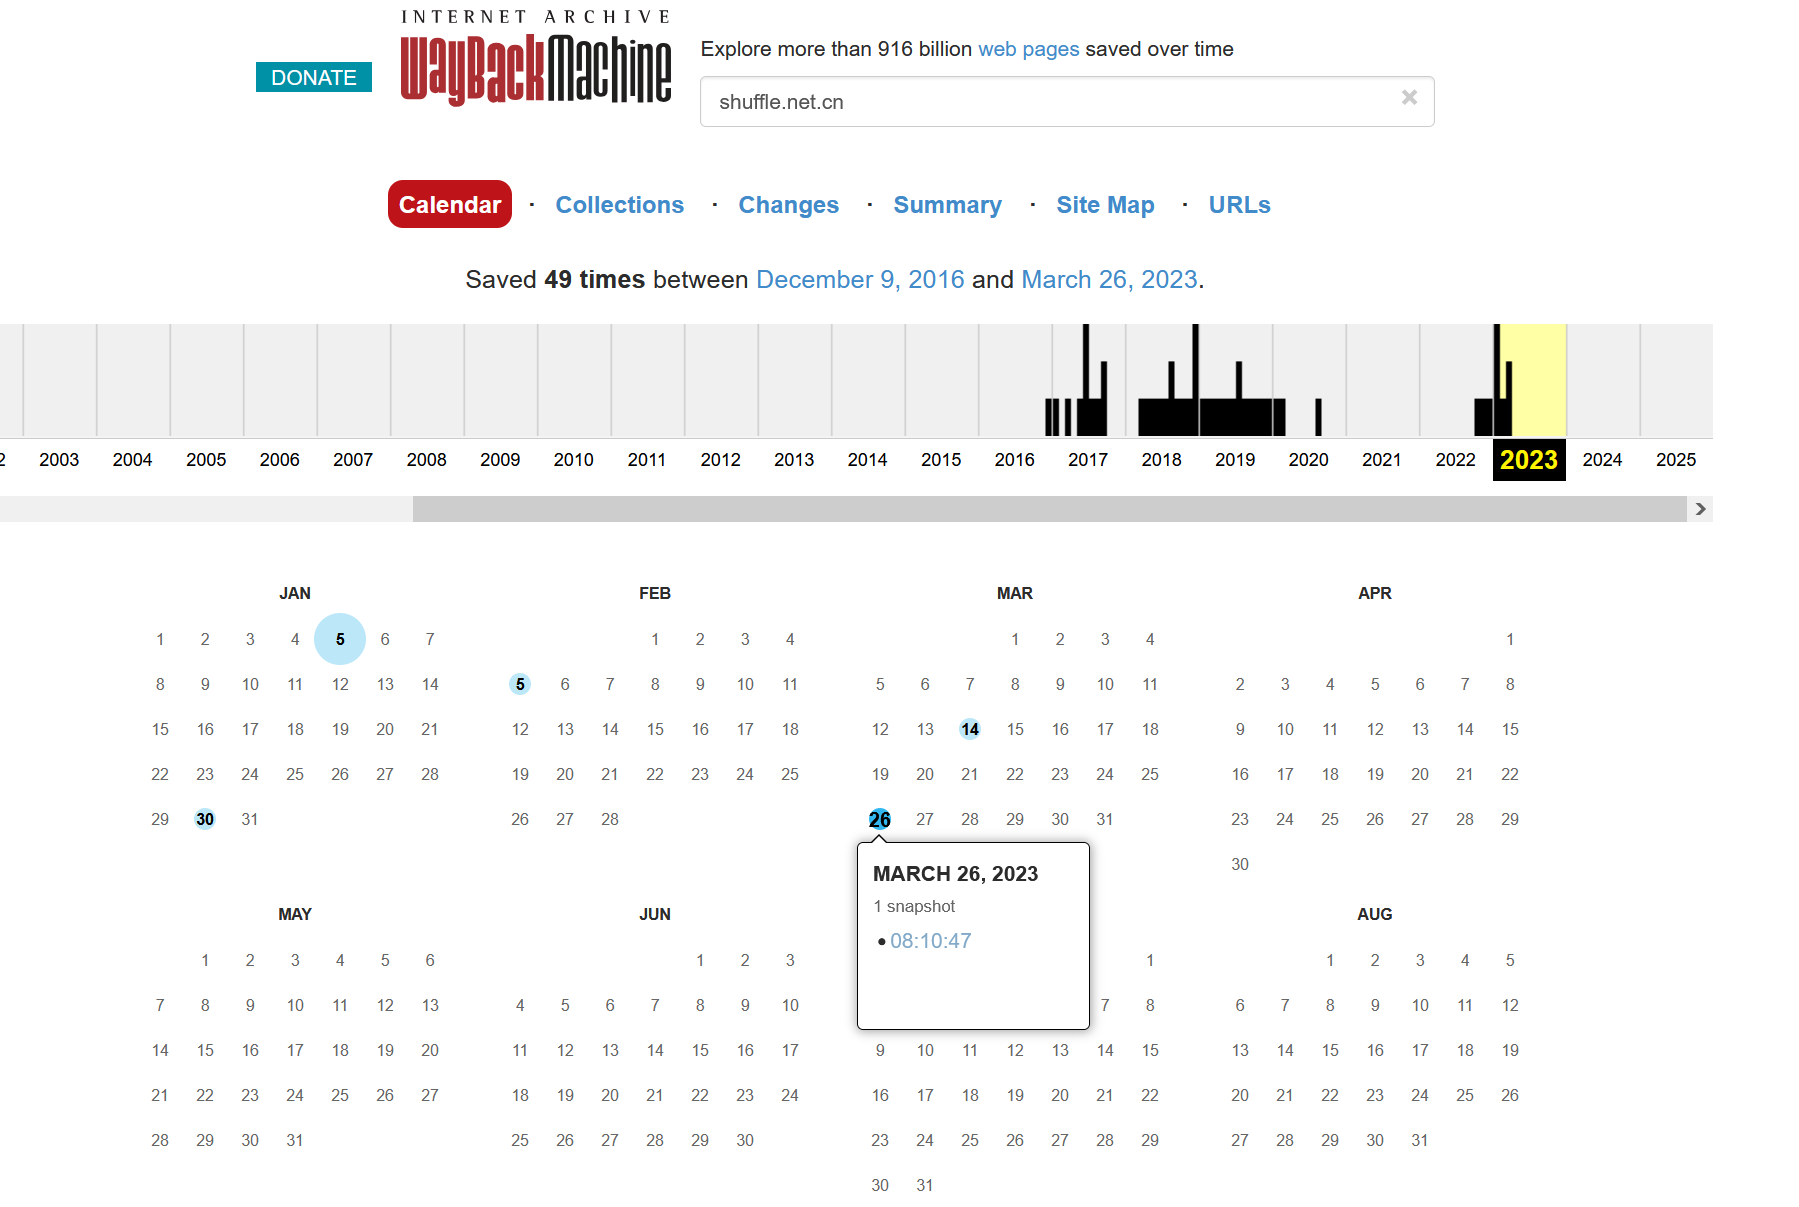 INTERNET ARCHIVE
WayBackMachine
DONATE
Explore more than 916 billion web pages saved over time
shuffle.net.cn
×
Calendar · Collections · Changes · Summary · Site Map · URLs
Saved 49 times between December 9, 2016 and March 26, 2023.
2 2003 2004 2005 2006 2007 2008 2009 2010 2011 2012 2013 2014 2015 2016 2017 2018 2019 2020 2021 2022 2023 2024 2025
JAN
1 2 3 4 5 6 7
8 9 10 11 12 13 14
15 16 17 18 19 20 21
22 23 24 25 26 27 28
29 30 31
FEB
1 2 3 4
5 6 7 8 9 10 11
12 13 14 15 16 17 18
19 20 21 22 23 24 25
26 27 28
MAR
1 2 3 4
5 6 7 8 9 10 11
12 13 14 15 16 17 18
19 20 21 22 23 24 25
26 27 28 29 30 31
APR
1
2 3 4 5 6 7 8
9 10 11 12 13 14 15
16 17 18 19 20 21 22
23 24 25 26 27 28 29
30
MARCH 26, 2023
1 snapshot
• 08:10:47
MAY
1 2 3 4 5 6
7 8 9 10 11 12 13
14 15 16 17 18 19 20
21 22 23 24 25 26 27
28 29 30 31
JUN
1 2 3
4 5 6 7 8 9 10
11 12 13 14 15 16 17
18 19 20 21 22 23 24
25 26 27 28 29 30
1
7 8
9 10 11 12 13 14 15
16 17 18 19 20 21 22
23 24 25 26 27 28 29
30 31
AUG
1 2 3 4 5
6 7 8 9 10 11 12
13 14 15 16 17 18 19
20 21 22 23 24 25 26
27 28 29 30 31